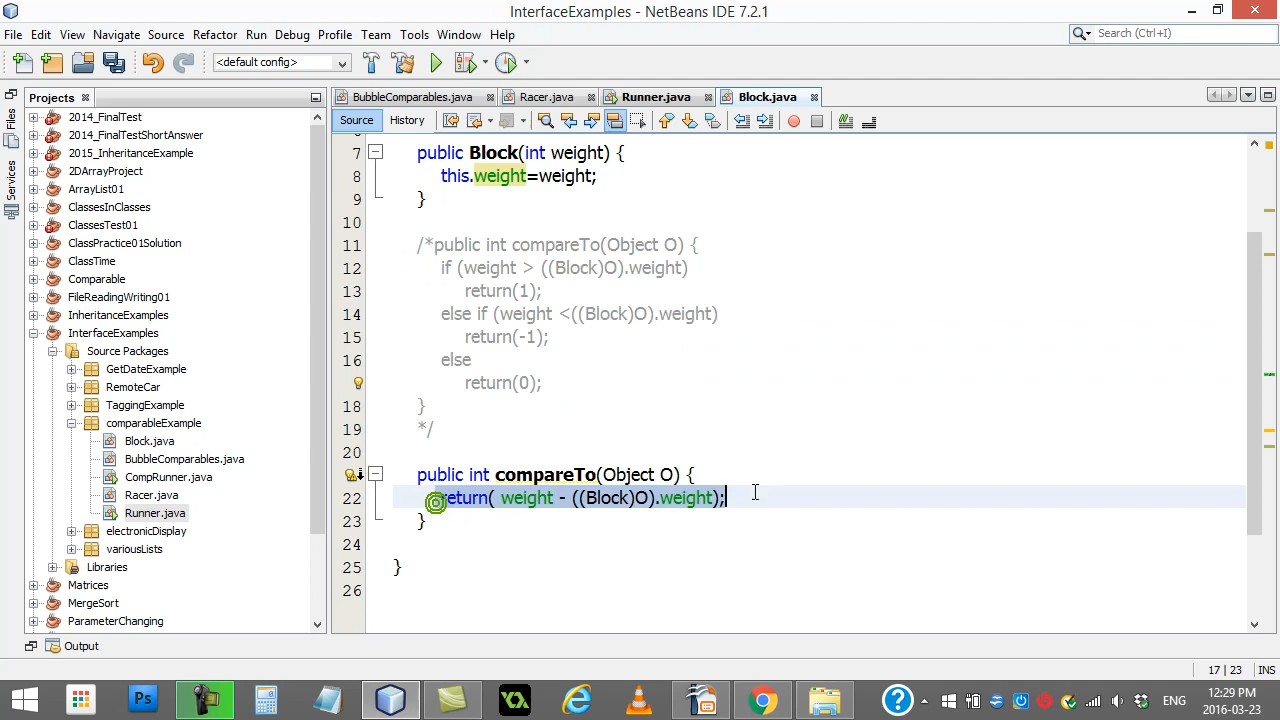 InterfaceExamples - NetBeans IDE 7.2.1
File Edit View Navigate Source Refactor Run Debug Profile Team Tools Window Help
Search (Ctrl+I)
<default config>
Projects
BubbleComparables.java Racer.java Runner.java Block.java
Source History
Files
Services
2014_FinalTest
2014_FinalTestShortAnswer
2015_InheritanceExample
2DArrayProject
ArrayList01
ClassesInClasses
ClassesTest01
ClassPractice01Solution
ClassTime
Comparable
FileReadingWriting01
InheritanceExamples
InterfaceExamples
Source Packages
GetDateExample
RemoteCar
TaggingExample
comparableExample
Block.java
BubbleComparables.java
CompRunner.java
Racer.java
Runner.java
electronicDisplay
variousLists
Libraries
Matrices
MergeSort
ParameterChanging
7 public Block(int weight) {
8 this.weight=weight;
9 }
10
11 /*public int compareTo(Object O) {
12 if (weight > ((Block)O).weight)
13 return(1);
14 else if (weight <((Block)O).weight)
15 return(-1);
16 else
return(0);
18 }
19 */
20
public int compareTo(Object O) {
22 return( weight - ((Block)O).weight);
23 }
24
25 }
26
Output
17 | 23 INS
Ps
ENG
12:29 PM
2016-03-23